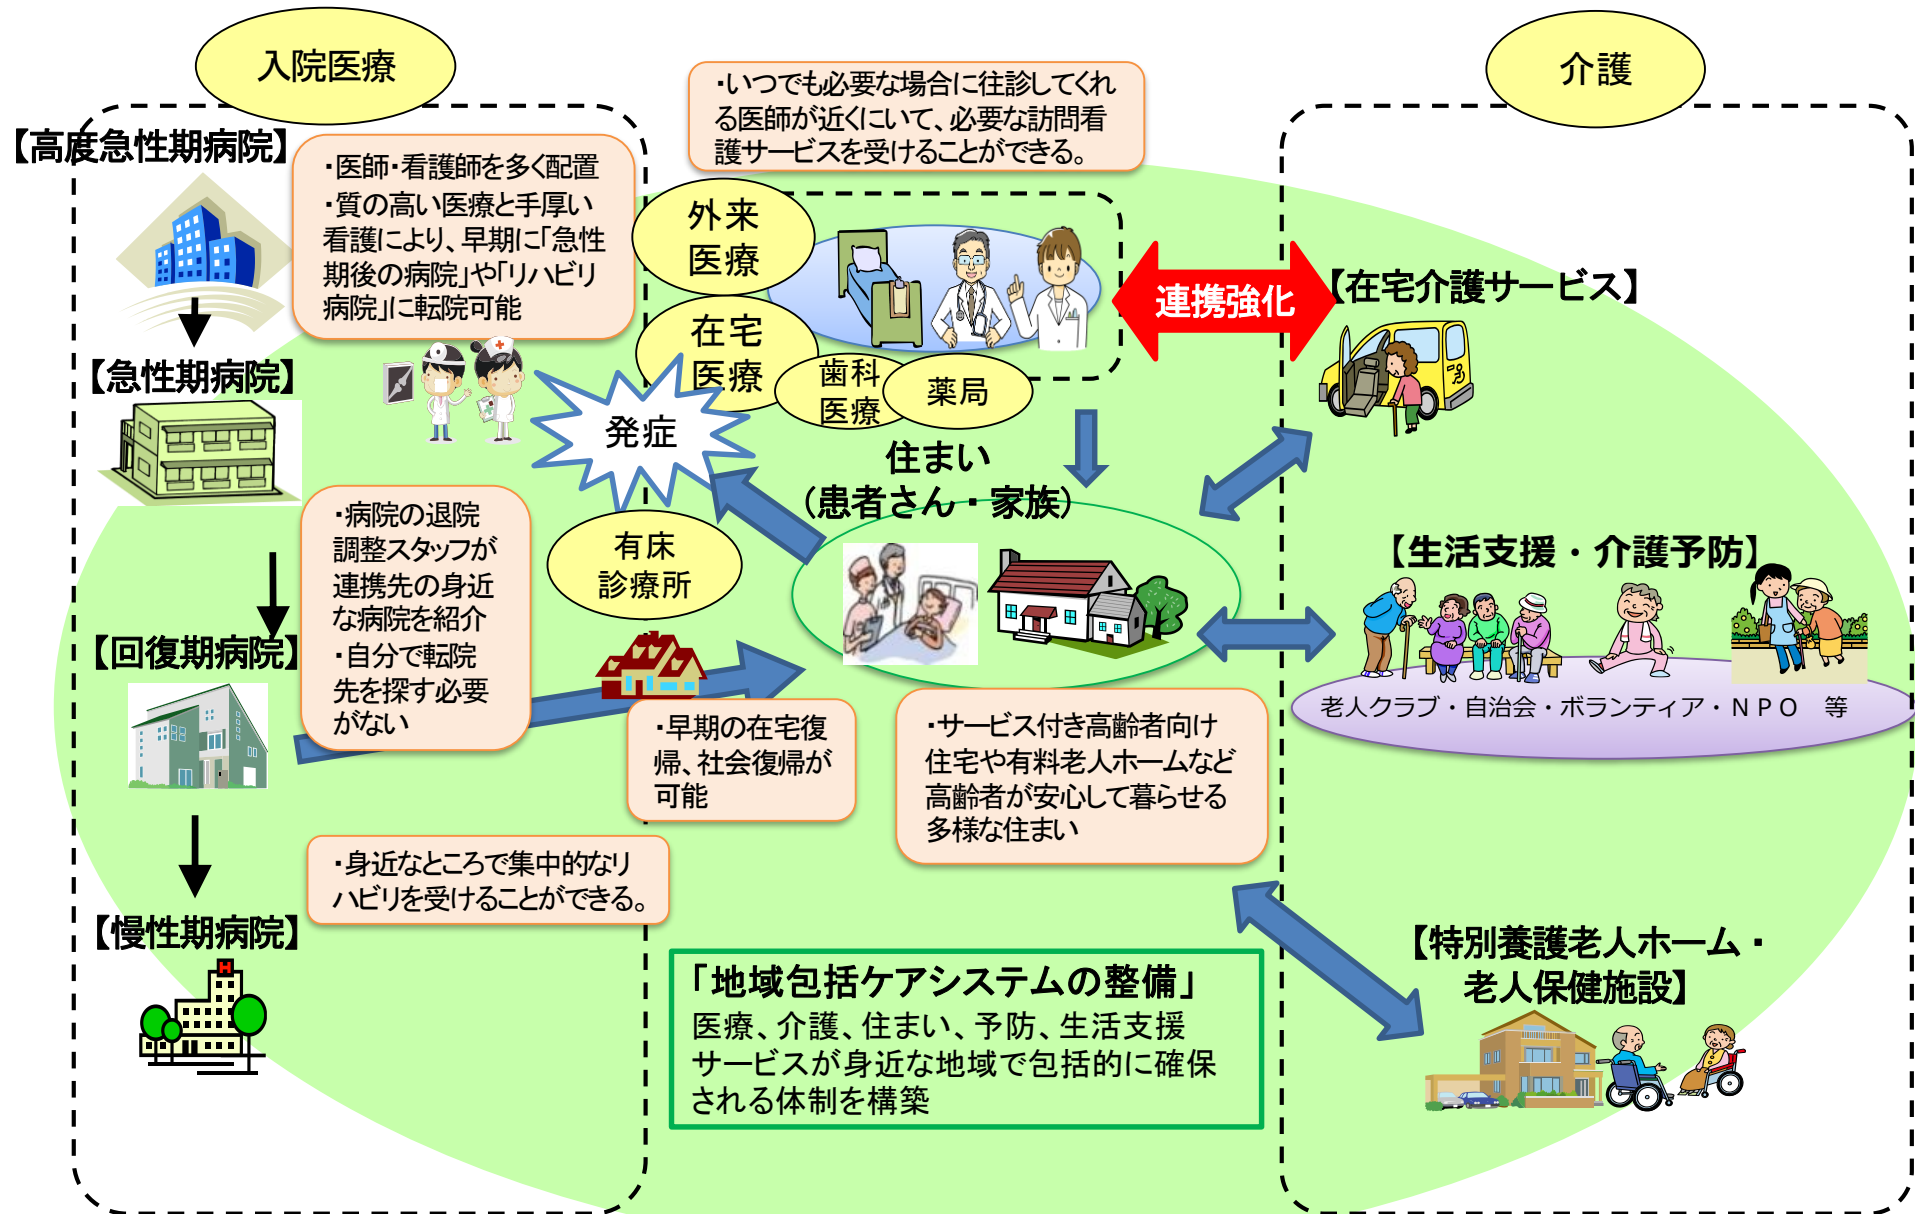 入院医療
【高度急性期病院】
・医師・看護師を多く配置
・質の高い医療と手厚い
看護により、早期に「急性
期後の病院」や「リハビリ
病院」に転院可能
【急性期病院】
・病院の退院
調整スタッフが
連携先の身近
な病院を紹介
・自分で転院
先を探す必要
がない
【回復期病院】
・身近なところで集中的なリ
ハビリを受けることができる。
【慢性期病院】
H
・いつでも必要な場合に往診してくれ
る医師が近くにいて、必要な訪問看
護サービスを受けることができる。
外来
医療
在宅
医療
歯科
医療
薬局
発症
有床
診療所
住まい
(患者さん・家族)
・早期の在宅復
帰、社会復帰が
可能
・サービス付き高齢者向け
住宅や有料老人ホームなど
高齢者が安心して暮らせる
多様な住まい
「地域包括ケアシステムの整備」
医療、介護、住まい、予防、生活支援
サービスが身近な地域で包括的に確保
される体制を構築
連携強化
介護
【在宅介護サービス】
【生活支援・介護予防】
老人クラブ・自治会・ボランティア・ＮＰＯ　等
【特別養護老人ホーム・
老人保健施設】